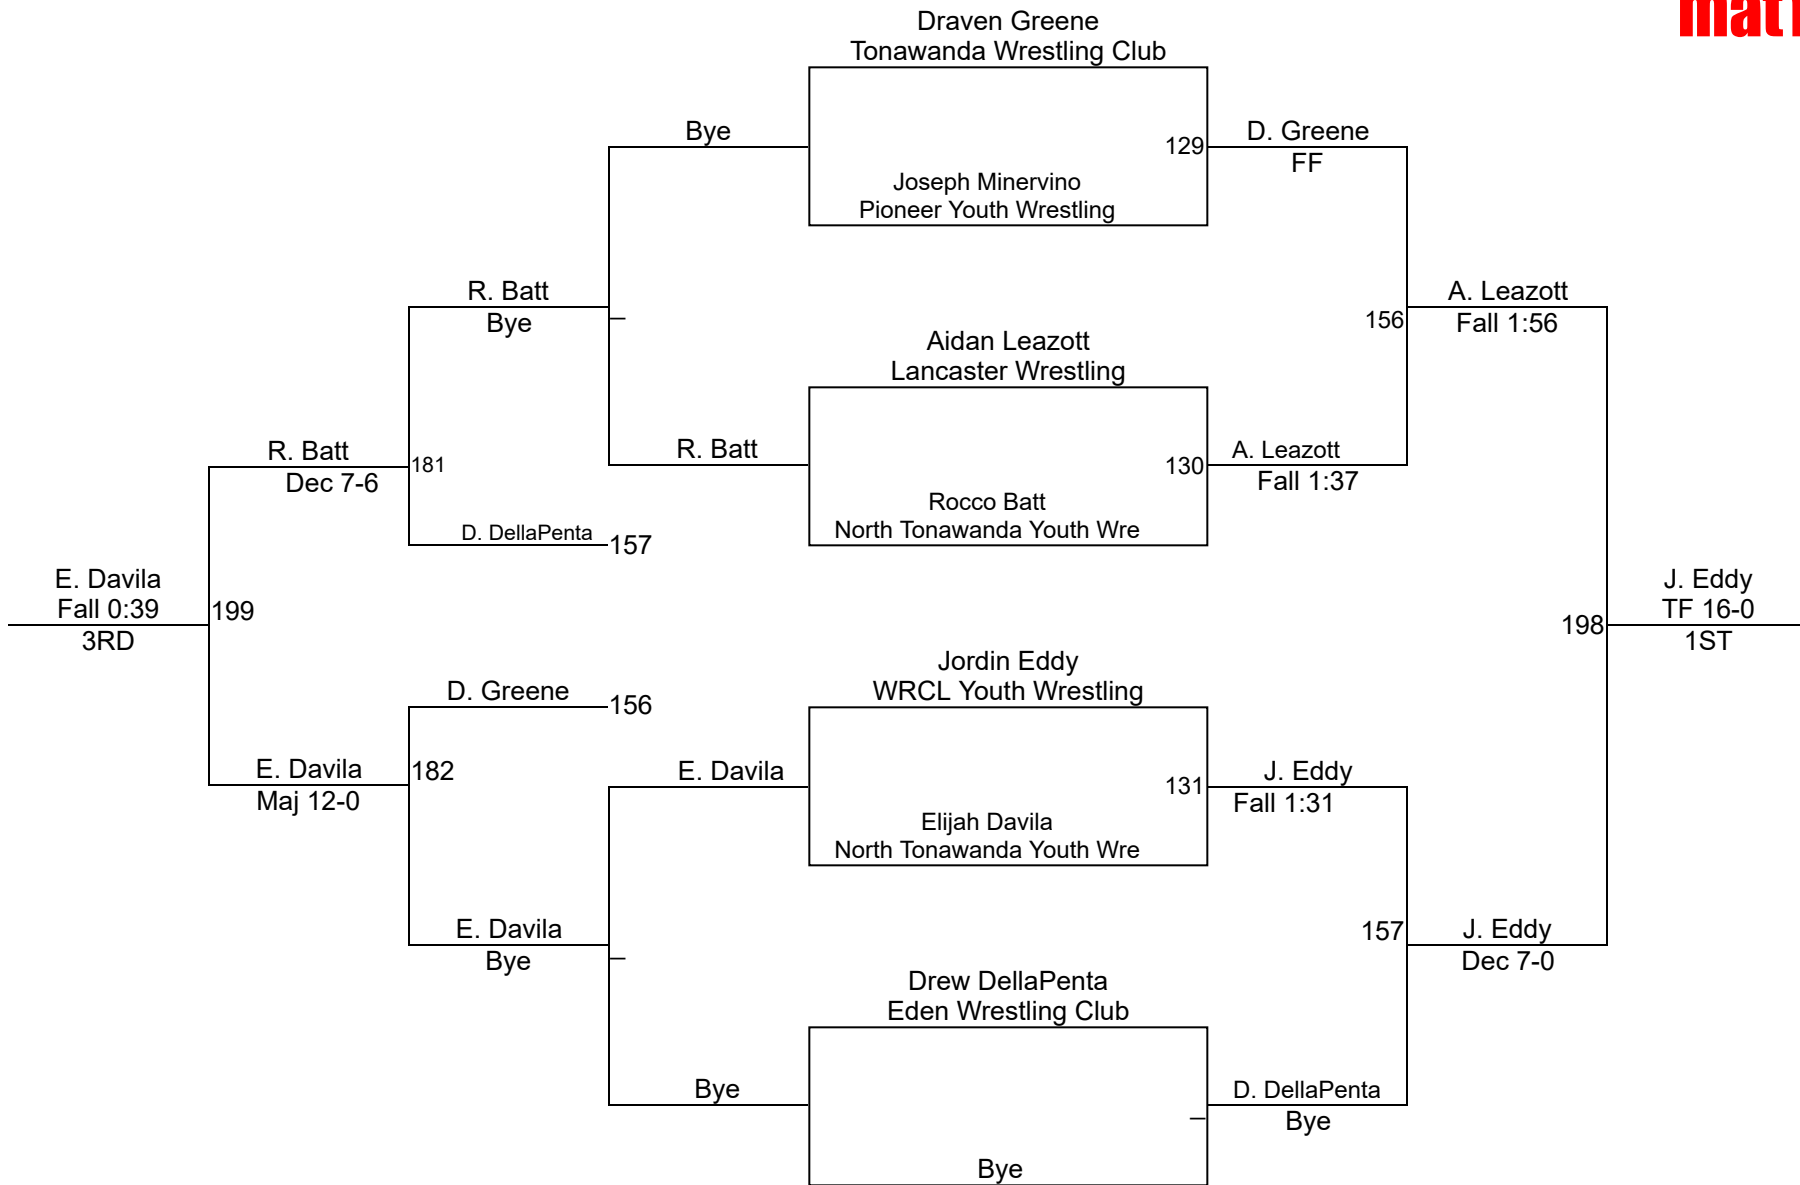 Draven Greene
Tonawanda Wrestling Club
Bye
129
D. Greene
FF
Joseph Minervino
Pioneer Youth Wrestling
R. Batt
Bye
156
A. Leazott
Fall 1:56
Aidan Leazott
Lancaster Wrestling
R. Batt
Dec 7-6
181
R. Batt
130
A. Leazott
Fall 1:37
Rocco Batt
North Tonawanda Youth Wre
D. DellaPenta
157
E. Davila
Fall 0:39
3RD
199
198
J. Eddy
TF 16-0
1ST
Jordin Eddy
WRCL Youth Wrestling
D. Greene
156
E. Davila
Maj 12-0
182
E. Davila
131
J. Eddy
Fall 1:31
Elijah Davila
North Tonawanda Youth Wre
E. Davila
Bye
157
J. Eddy
Dec 7-0
Drew DellaPenta
Eden Wrestling Club
Bye
D. DellaPenta
Bye
Bye